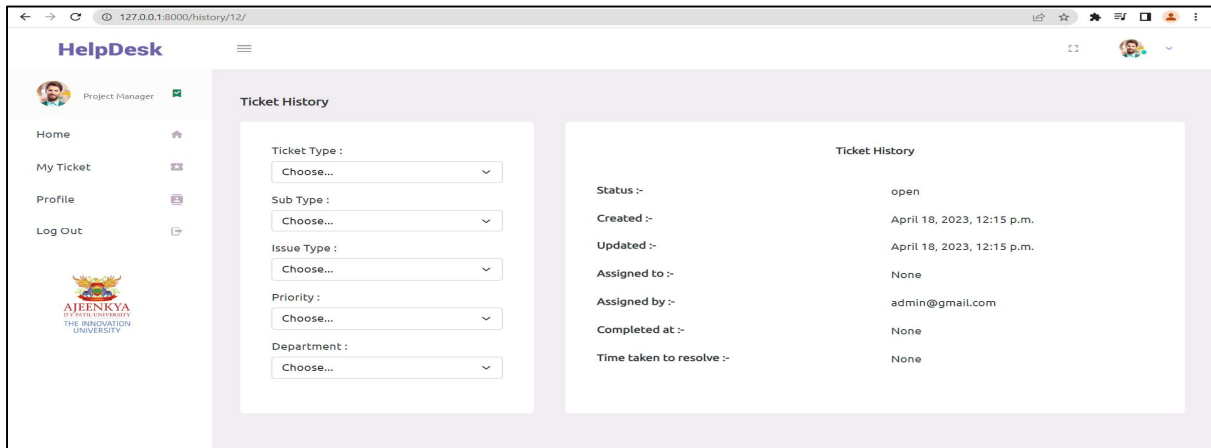 127.0.0.1:8000/history/12/
HelpDesk
Project Manager
Home
My Ticket
Profile
Log Out
AJEENKYA
D Y PATIL UNIVERSITY
THE INNOVATION
UNIVERSITY
Ticket History
Ticket Type :
Choose...
Sub Type :
Choose...
Issue Type :
Choose...
Priority :
Choose...
Department :
Choose...
Ticket History
Status :- open
Created :- April 18, 2023, 12:15 p.m.
Updated :- April 18, 2023, 12:15 p.m.
Assigned to :- None
Assigned by :- admin@gmail.com
Completed at :- None
Time taken to resolve :- None